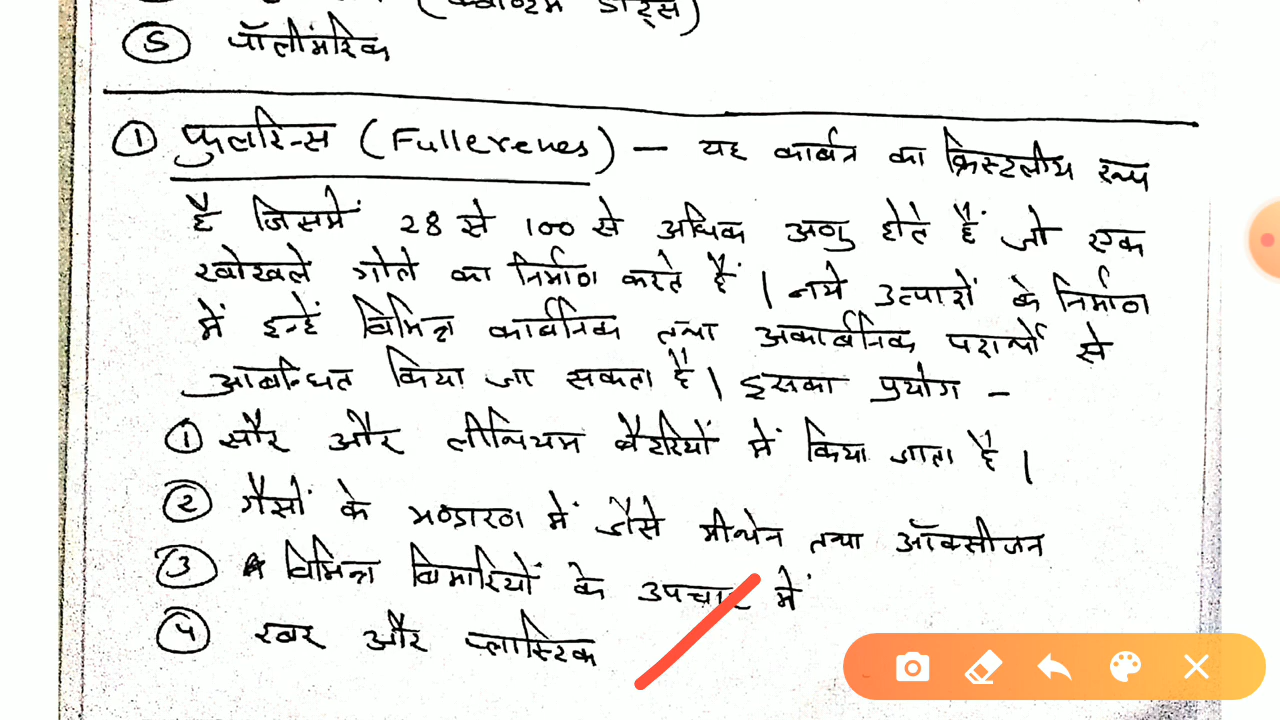 (क्वान्टम डॉट्स)
⑤ पॉलीमरिक
① फुलरिन्स (Fullerenes) — यह कार्बन का क्रिस्टलीय रूप
है जिसमें 28 से 100 से अधिक अणु होते हैं जो एक
खोखले गोले का निर्माण करते हैं। नये उत्पादों के निर्माण
में इन्हें विभिन्न कार्बनिक तथा अकार्बनिक पदार्थों से
आबन्धित किया जा सकता है। इसका प्रयोग –
① सौर और लीथियम बैटरियों में किया जाता है।
② गैसों के भण्डारण में जैसे मीथेन तथा ऑक्सीजन
③ विभिन्न बिमारियों के उपचार में
④ रबर और प्लास्टिक